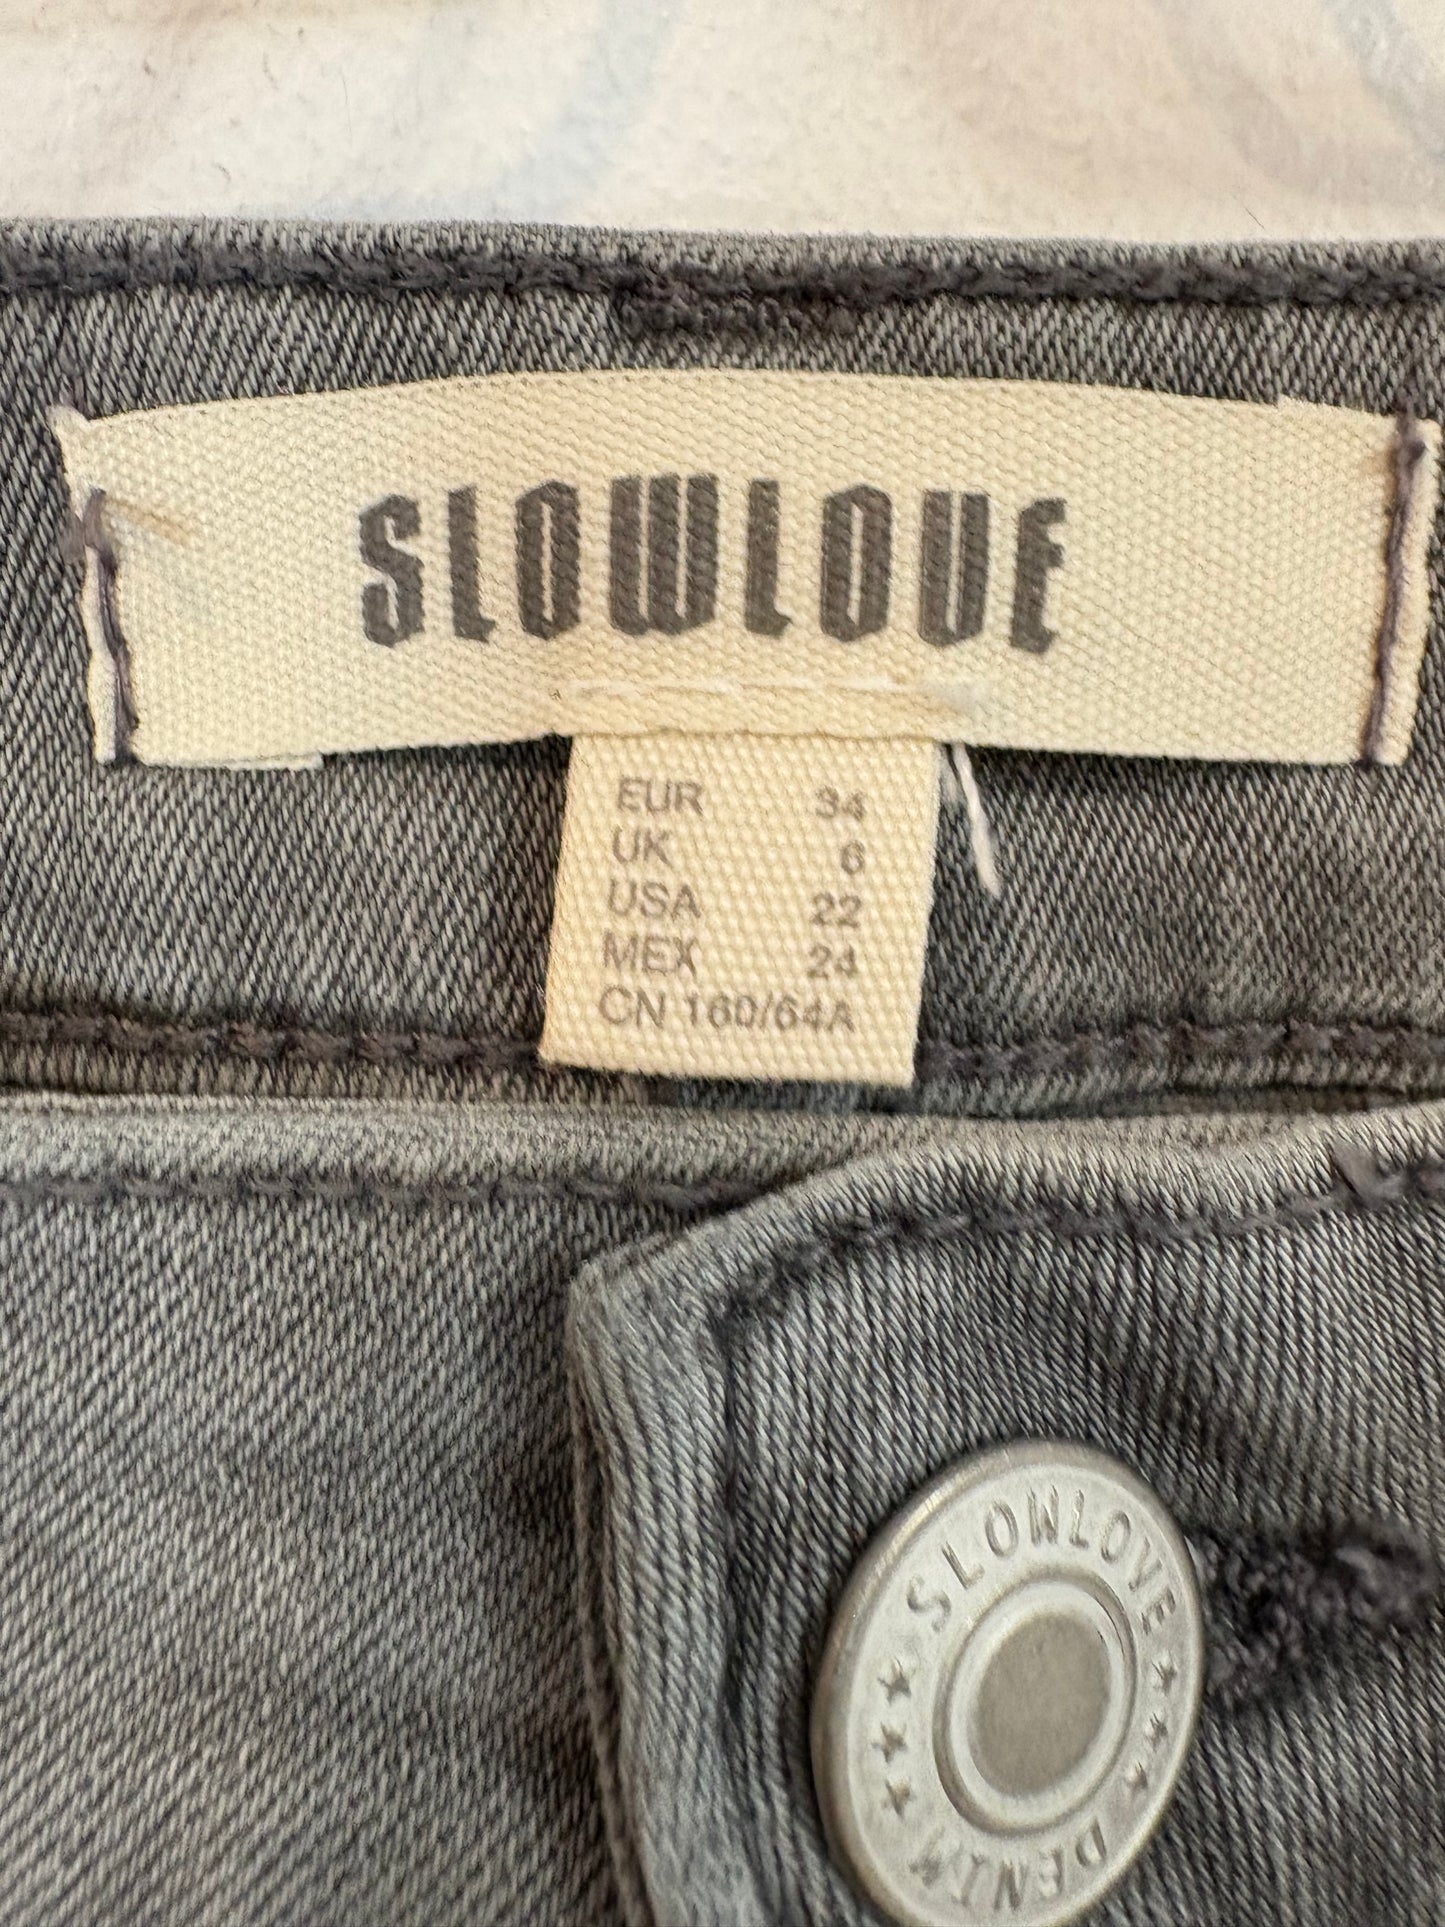 SLOWLOVE
EUR 34
UK 6
USA 22
MEX 24
CN 160/64A
SLOWLOVE
DENIM